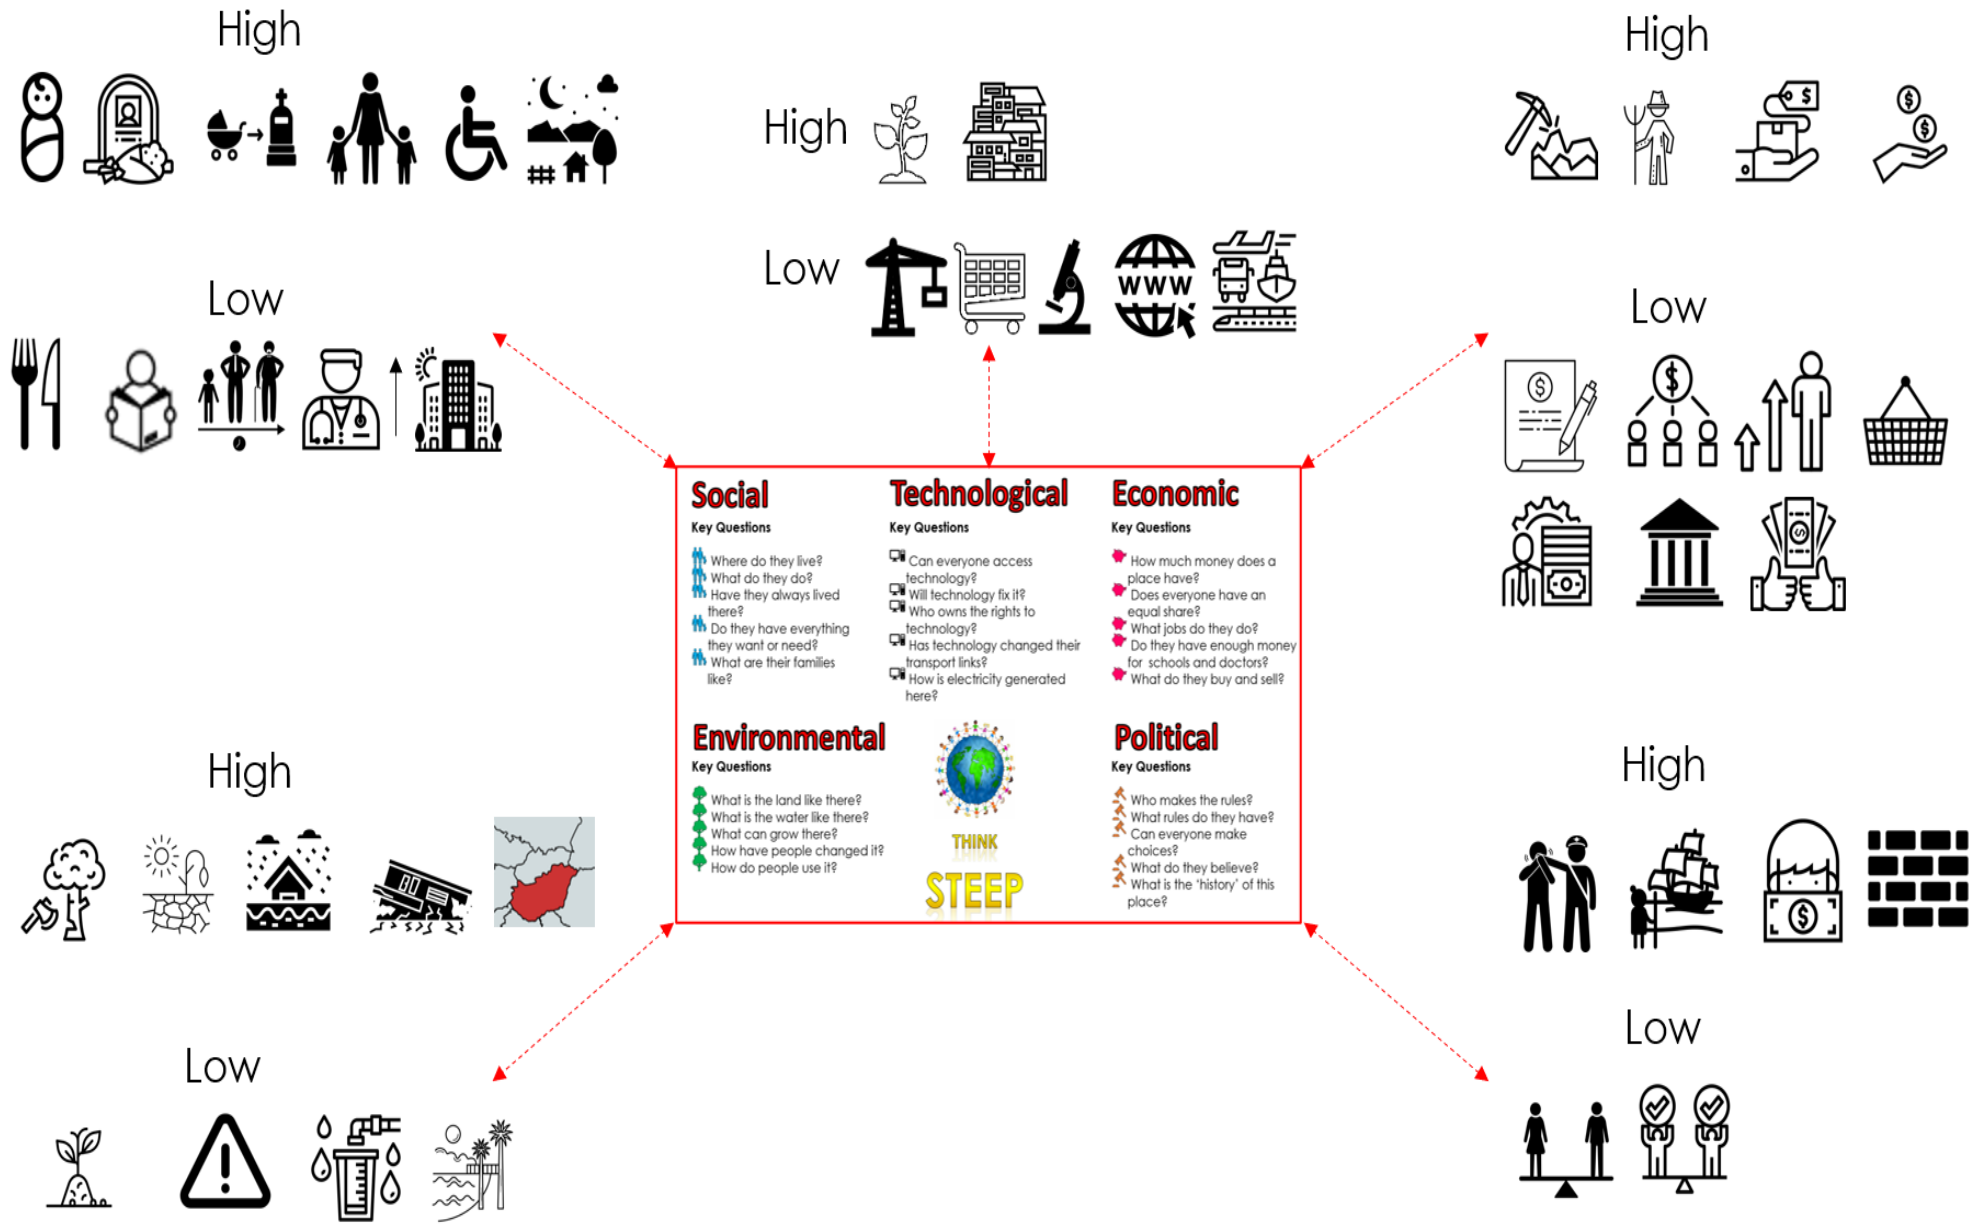 High
High
High
Low
Low
Low
www
$
$
$
$
$
Social
Key Questions
Where do they live?
What do they do?
Have they always lived
there?
Do they have everything
they want or need?
What are their families
like?
Technological
Key Questions
Can everyone access
technology?
Will technology fix it?
Who owns the rights to
technology?
Has technology changed their
transport links?
How is electricity generated
here?
Economic
Key Questions
How much money does a
place have?
Does everyone have an
equal share?
What jobs do they do?
Do they have enough money
for schools and doctors?
What do they buy and sell?
Environmental
Key Questions
What is the land like there?
What is the water like there?
What can grow there?
How have people changed it?
How do people use it?
THINK
STEEP
Political
Key Questions
Who makes the rules?
What rules do they have?
Can everyone make
choices?
What do they believe?
What is the 'history' of this
place?
High
High
$
Low
Low
!